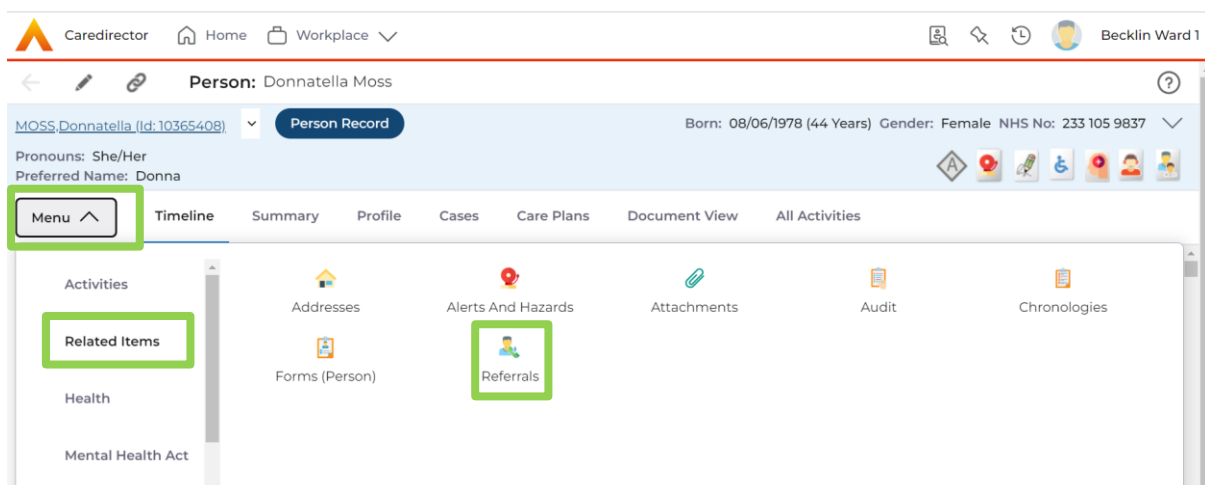 Caredirector Home Workplace Becklin Ward 1
Person: Donnatella Moss
MOSS,Donnatella (Id: 10365408) Person Record Born: 08/06/1978 (44 Years) Gender: Female NHS No: 233 105 9837
Pronouns: She/Her
Preferred Name: Donna
A
Menu Timeline Summary Profile Cases Care Plans Document View All Activities
Activities
Related Items
Health
Mental Health Act
Addresses Alerts And Hazards Attachments Audit Chronologies
Forms (Person) Referrals